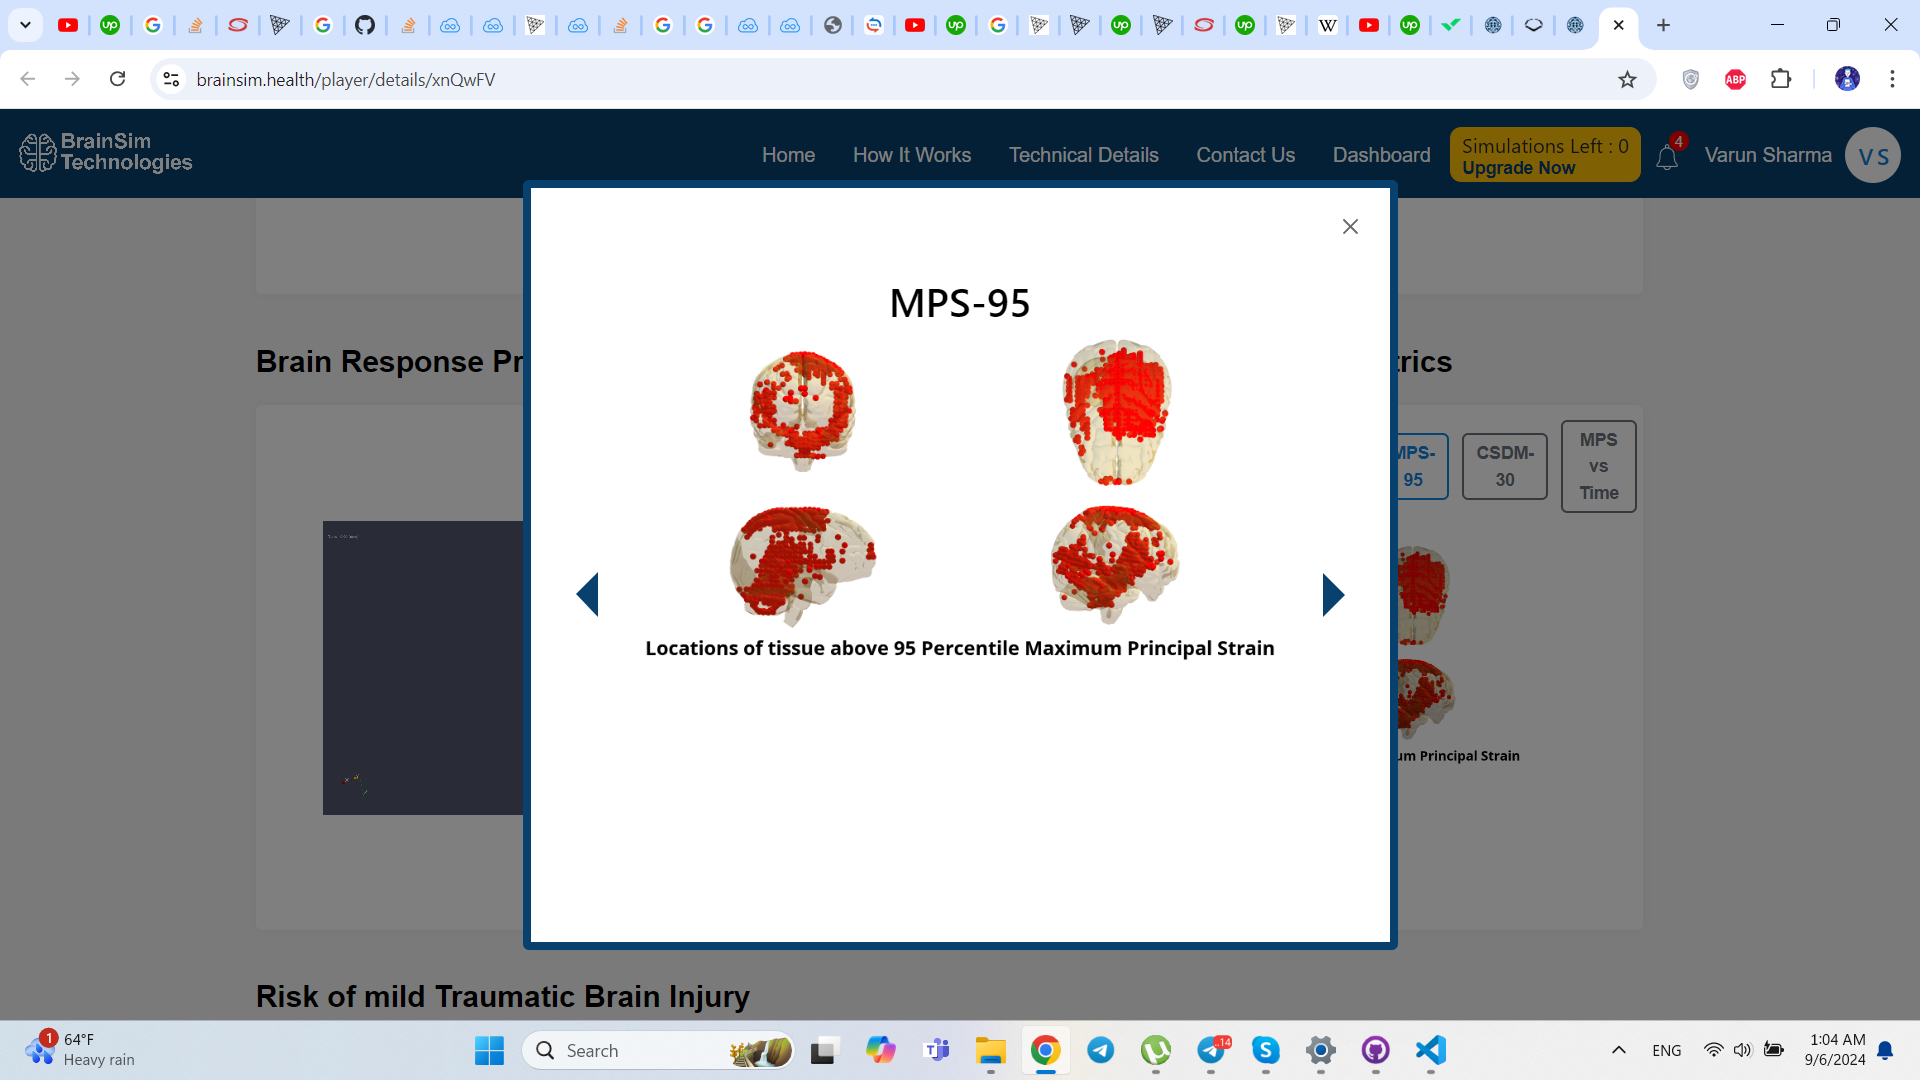 brainsim.health/player/details/xnQwFV
ABP
BrainSim
Technologies
Home
How It Works
Technical Details
Contact Us
Dashboard
Simulations Left : 0
Upgrade Now
4
Varun Sharma
V S
MPS-95
Brain Response Pr
trics
MPS-
95
CSDM-
30
MPS
vs
Time
Locations of tissue above 95 Percentile Maximum Principal Strain
um Principal Strain
Risk of mild Traumatic Brain Injury
1
64°F
Heavy rain
Search
14
ENG
1:04 AM
9/6/2024